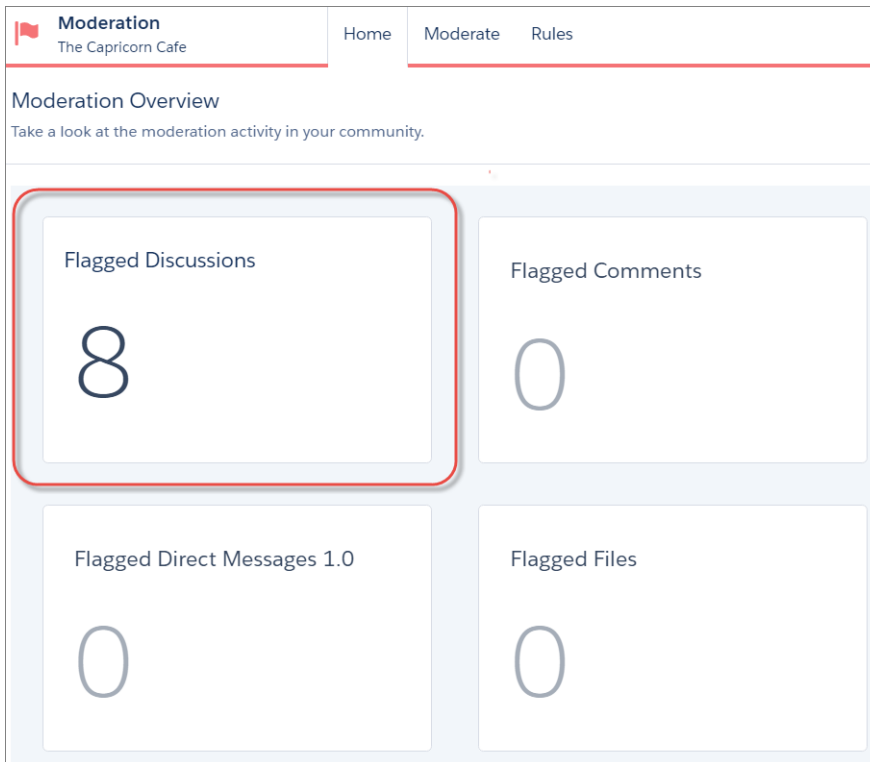 Moderation
The Capricorn Cafe
Home
Moderate
Rules
Moderation Overview
Take a look at the moderation activity in your community.
Flagged Discussions
8
Flagged Comments
0
Flagged Direct Messages 1.0
0
Flagged Files
0